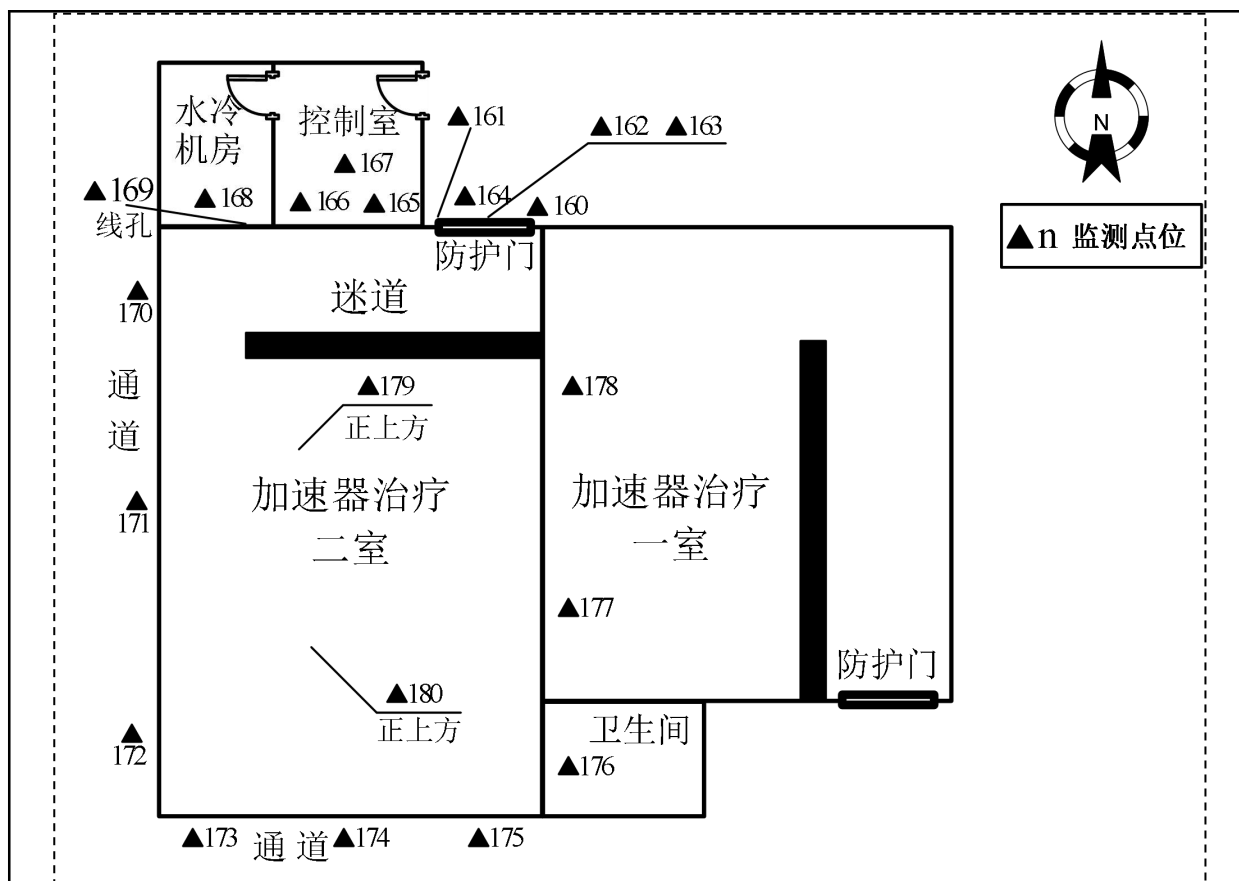 水冷
机房
控制室
▲161
▲162 ▲163
N
▲167
▲169
线孔
▲168
▲166
▲165
▲164
▲160
▲n 监测点位
防护门
迷道
▲
170
通
道
▲179
正上方
▲178
加速器治疗
二室
加速器治疗
一室
▲
171
▲177
防护门
▲180
正上方
▲
172
卫生间
▲176
▲173
通道
▲174
▲175